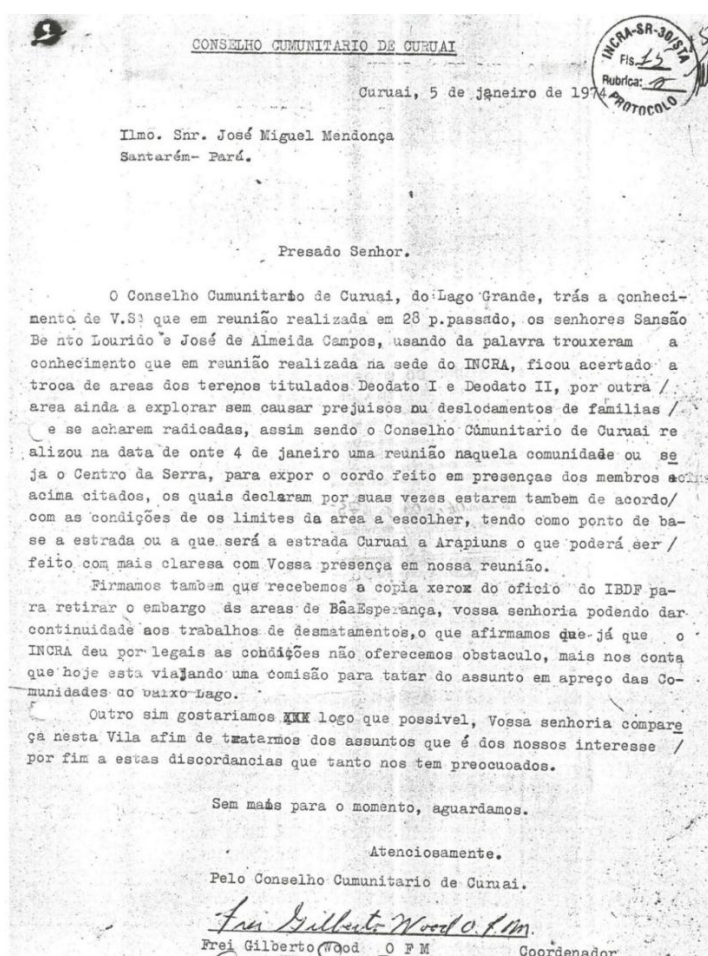 CONSELHO CUMUNITARIO DE CURUAI
INCRA-SR-30/STA
Fls. 15
Rubrica:
PROTOCOLO
Curuai, 5 de janeiro de 1974
Ilmo. Snr. José Miguel Mendonça
Santarém- Pará.
Presado Senhor.
O Conselho Cumunitario de Curuai, do Lago Grande, trás a conheci-
mento de V.Sª que em reunião realizada em 28 p.passado, os senhores Sansão
Be nto Lourido e José de Almeida Campos, usando da palavra trouxeram a
conhecimento que em reunião realizada na sede do INCRA, ficou acertado a
troca de areas dos terenos titulados Deodato I e Deodato II, por outra /
area ainda a explorar sem causar prejuisos ou deslocamentos de familias /
e se acharem radicadas, assim sendo o Conselho Cumunitario de Curuai re
alizou na data de onte 4 de janeiro uma reunião naquela comunidade ou se
ja o Centro da Serra, para expor o cordo feito em presenças dos membros
acima citados, os quais declaram por suas vezes estarem tambem de acordo/
com as condições de os limites da area a escolher, tendo como ponto de ba-
se a estrada ou a que será a estrada Curuai a Arapiuns o que poderá ser /
feito com mais claresa com Vossa presença em nossa reunião.
Firmamos tambem que recebemos a copia xerox do oficio do IBDF pa-
ra retirar o embargo ds areas de BôaEsperança, vossa senhoria podendo dar
continuidade aos trabalhos de desmatamentos,o que afirmamos que já que o
INCRA deu por legais as condições não oferecemos obstaculo, mais nos conta
que hoje esta viajando uma comisão para tatar do assunto em apreço das Co-
munidades do baixo Lago.
Outro sim gostariamos XXX logo que possivel, Vossa senhoria compare
ça nesta Vila afim de tratarmos dos assuntos que é dos nossos interesse /
por fim a estas discordancias que tanto nos tem preocuoados.
Sem mais para o momento, aguardamos.
Atenciosamente.
Pelo Conselho Cumunitario de Curuai.
Frei Gilberto Wood O.F.M.
Frei Gilberto Wood O F M Coordenador